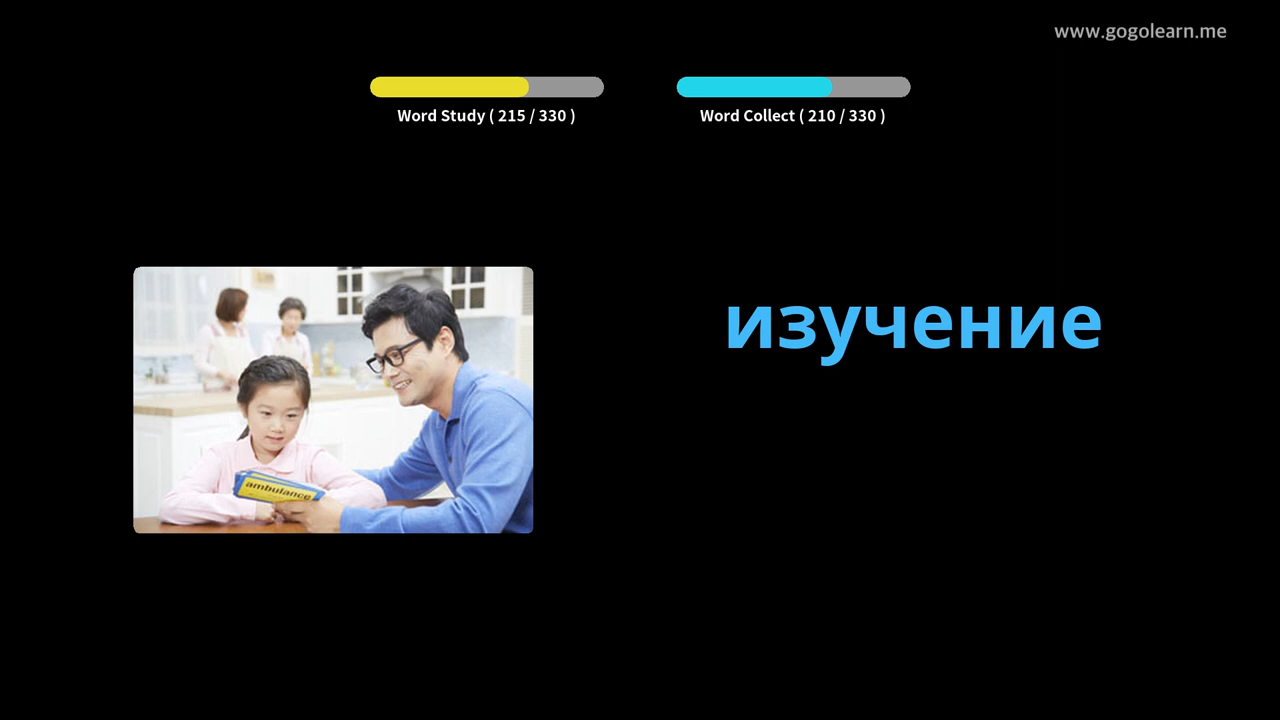 www.gogolearn.me
Word Study ( 215 / 330 )
Word Collect ( 210 / 330 )
изучение
ambulance